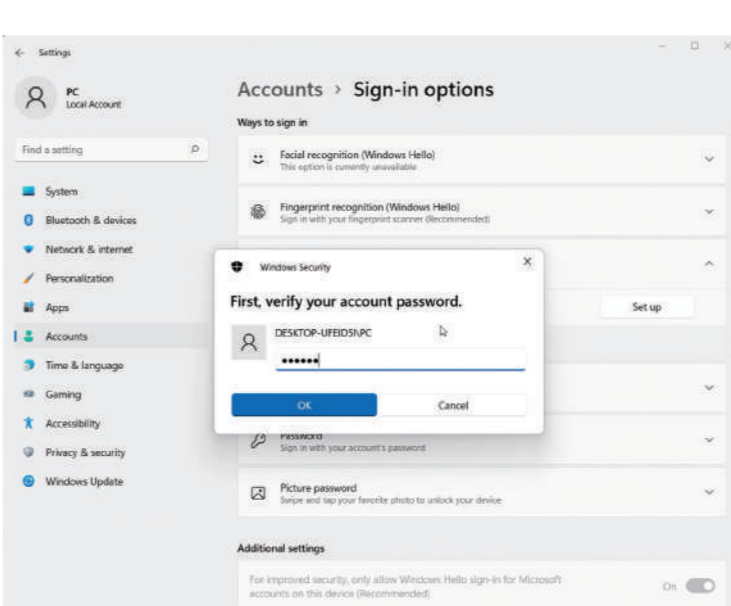 Settings
PC
Local Account
Find a setting
System
Bluetooth & devices
Network & internet
Personalization
Apps
Accounts
Time & language
Gaming
Accessibility
Privacy & security
Windows Update
Accounts > Sign-in options
Ways to sign in
Facial recognition (Windows Hello)
This option is currently unavailable
Fingerprint recognition (Windows Hello)
Sign in with your fingerprint scanner (Recommended)
Set up
Windows Security
First, verify your account password.
OK
Cancel
Password
Sign in with your account's password
Picture password
Swipe and tap your favorite photo to unlock your device
Additional settings
For improved security, only allow Windows Hello sign-in for Microsoft
accounts on this device (Recommended)
On